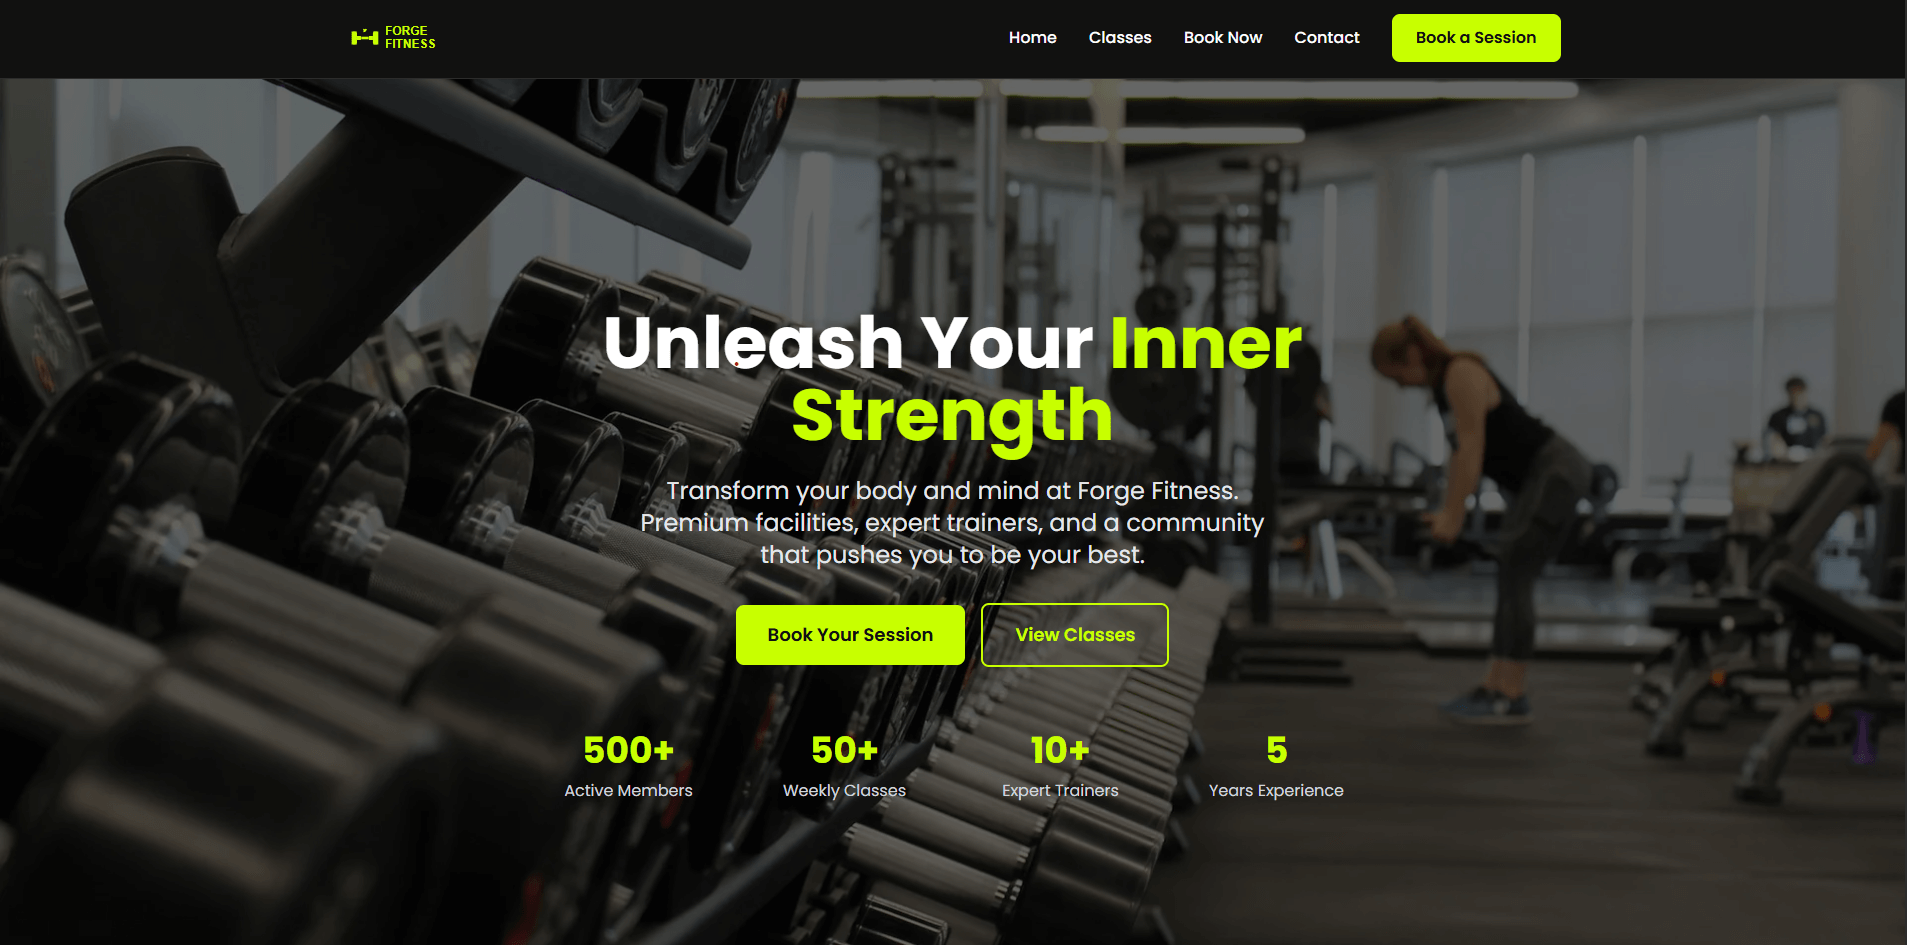 FORGE
FITNESS
Home
Classes
Book Now
Contact
Book a Session
Unleash Your Inner
Strength
Transform your body and mind at Forge Fitness.
Premium facilities, expert trainers, and a community
that pushes you to be your best.
Book Your Session
View Classes
500+
Active Members
50+
Weekly Classes
10+
Expert Trainers
5
Years Experience